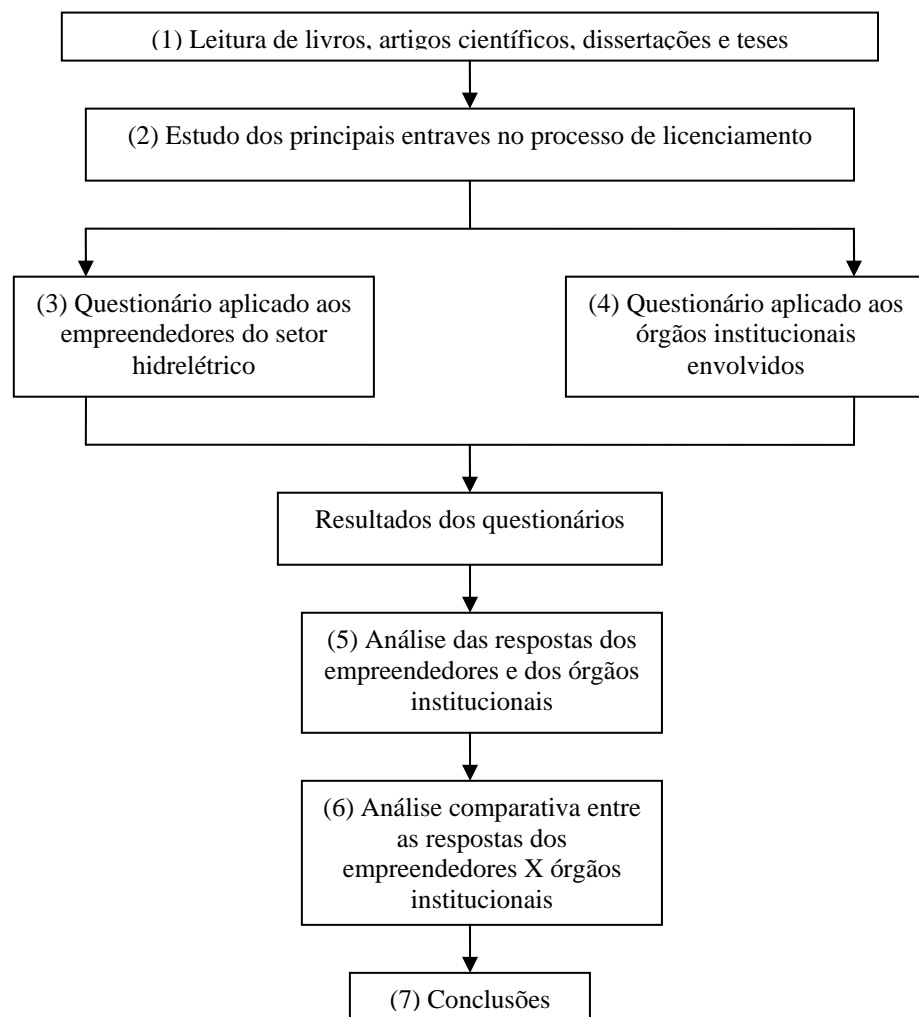 (1) Leitura de livros, artigos científicos, dissertações e teses
(2) Estudo dos principais entraves no processo de licenciamento
(3) Questionário aplicado aos
empreendedores do setor
hidrelétrico
(4) Questionário aplicado aos
órgãos institucionais
envolvidos
Resultados dos questionários
(5) Análise das respostas dos
empreendedores e dos órgãos
institucionais
(6) Análise comparativa entre
as respostas dos
empreendedores X órgãos
institucionais
(7) Conclusões